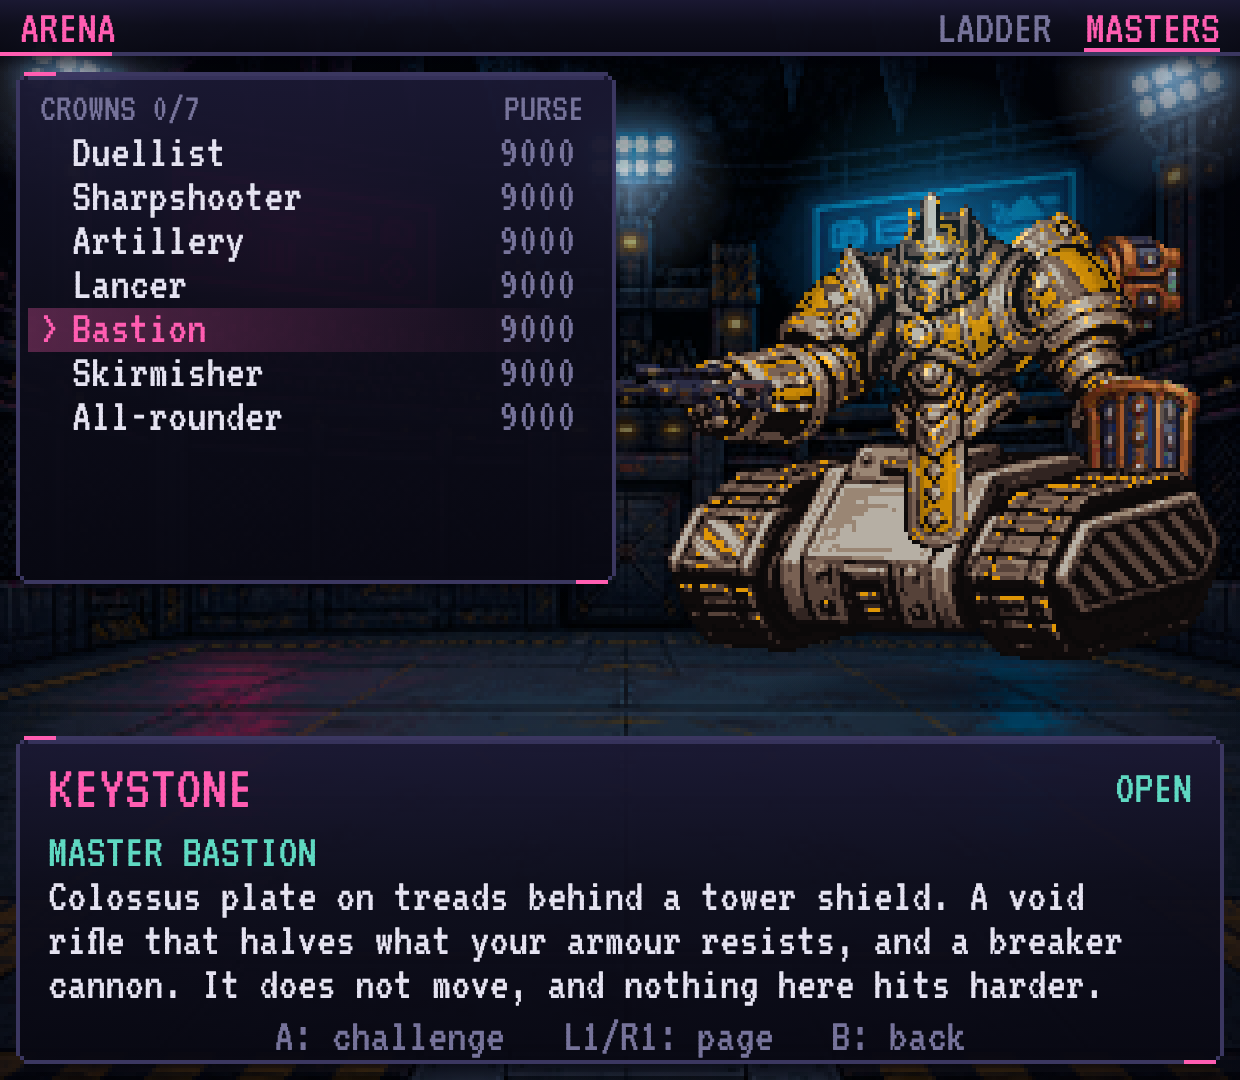 ARENA
LADDER MASTERS
CROWNS 0/7 PURSE
Duellist 9000
Sharpshooter 9000
Artillery 9000
Lancer 9000
> Bastion 9000
Skirmisher 9000
All-rounder 9000
KEYSTONE
OPEN
MASTER BASTION
Colossus plate on treads behind a tower shield. A void
rifle that halves what your armour resists, and a breaker
cannon. It does not move, and nothing here hits harder.
A: challenge L1/R1: page B: back